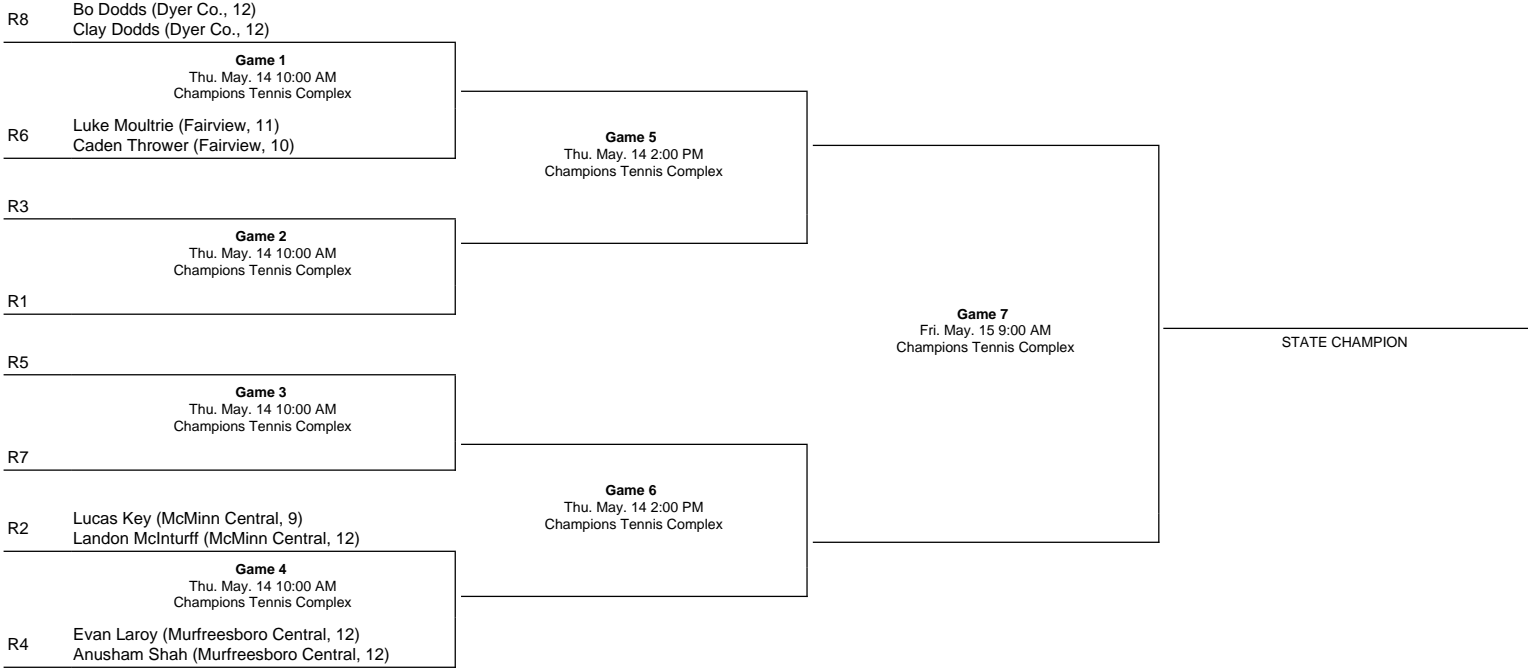 R8
Bo Dodds (Dyer Co., 12)
Clay Dodds (Dyer Co., 12)
Game 1
Thu. May. 14 10:00 AM
Champions Tennis Complex
R6
Luke Moultrie (Fairview, 11)
Caden Thrower (Fairview, 10)
R3
Game 2
Thu. May. 14 10:00 AM
Champions Tennis Complex
R1
R5
Game 3
Thu. May. 14 10:00 AM
Champions Tennis Complex
R7
R2
Lucas Key (McMinn Central, 9)
Landon McInturff (McMinn Central, 12)
Game 4
Thu. May. 14 10:00 AM
Champions Tennis Complex
R4
Evan Laroy (Murfreesboro Central, 12)
Anusham Shah (Murfreesboro Central, 12)
Game 5
Thu. May. 14 2:00 PM
Champions Tennis Complex
Game 6
Thu. May. 14 2:00 PM
Champions Tennis Complex
Game 7
Fri. May. 15 9:00 AM
Champions Tennis Complex
STATE CHAMPION